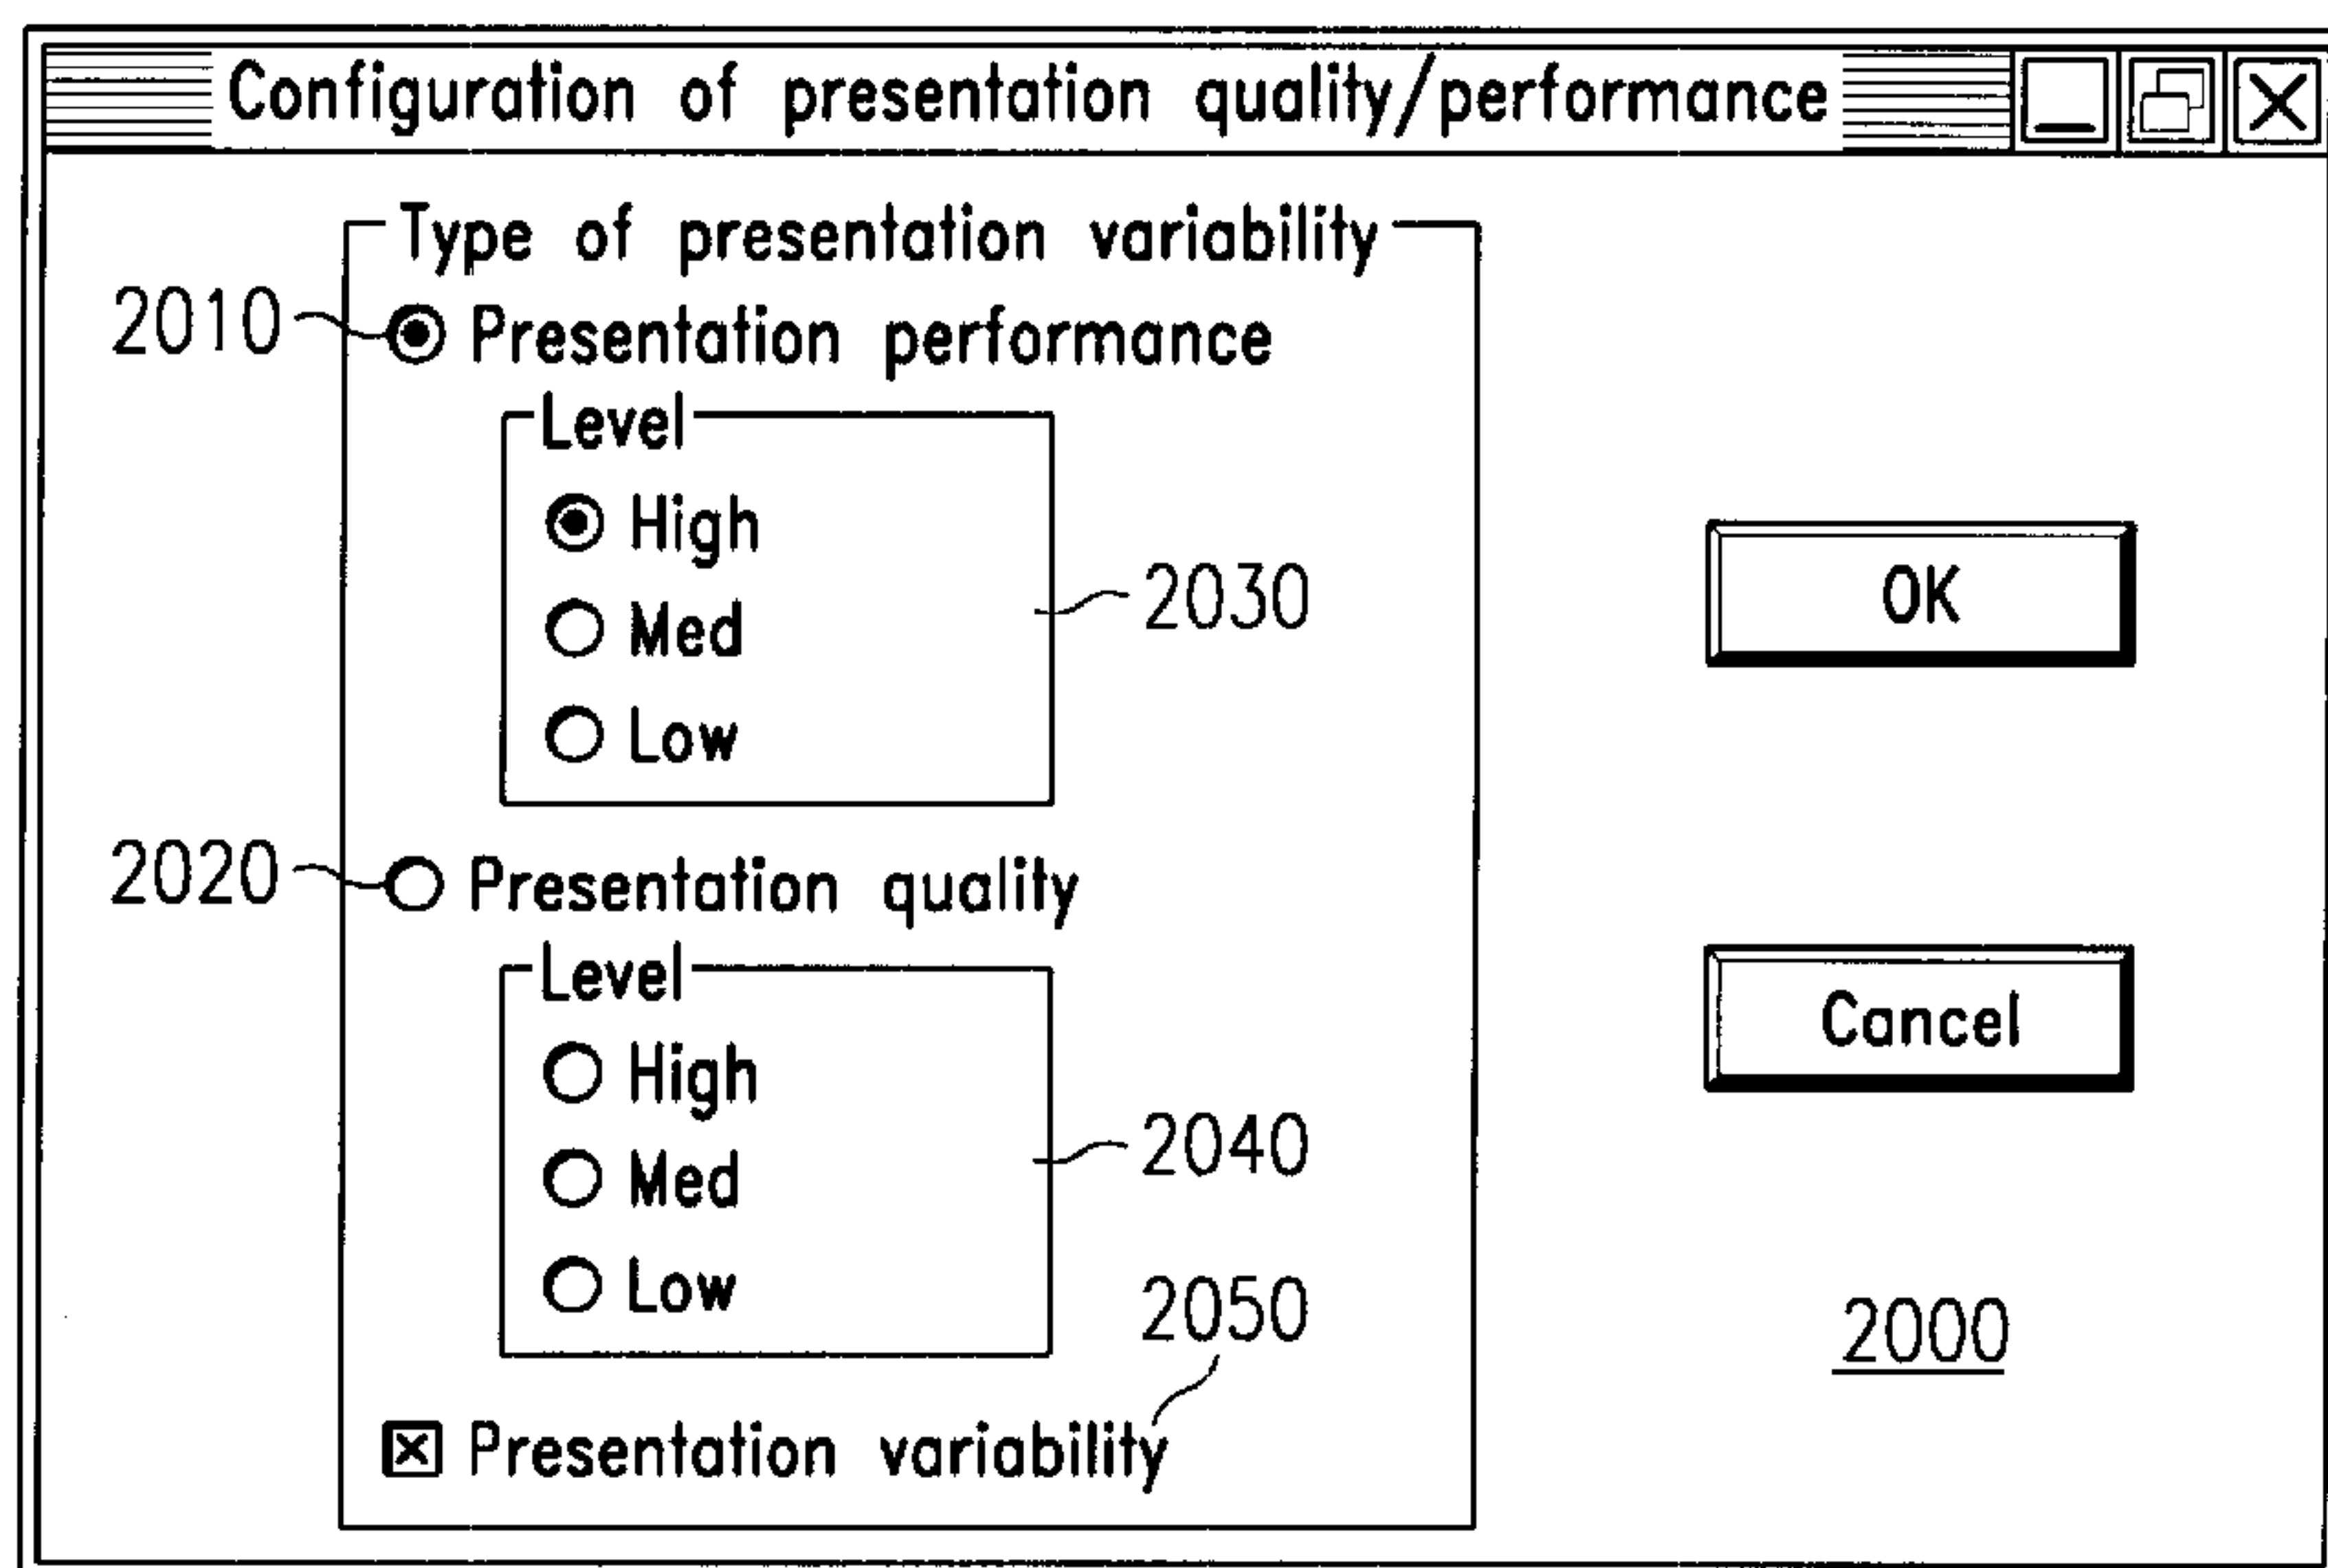 Configuration of presentation quality/performance
Type of presentation variability
2010
Presentation performance
Level
High
2030
Med
Low
OK
2020
Presentation quality
Level
High
2040
Med
Low
Cancel
2050
2000
Presentation variability